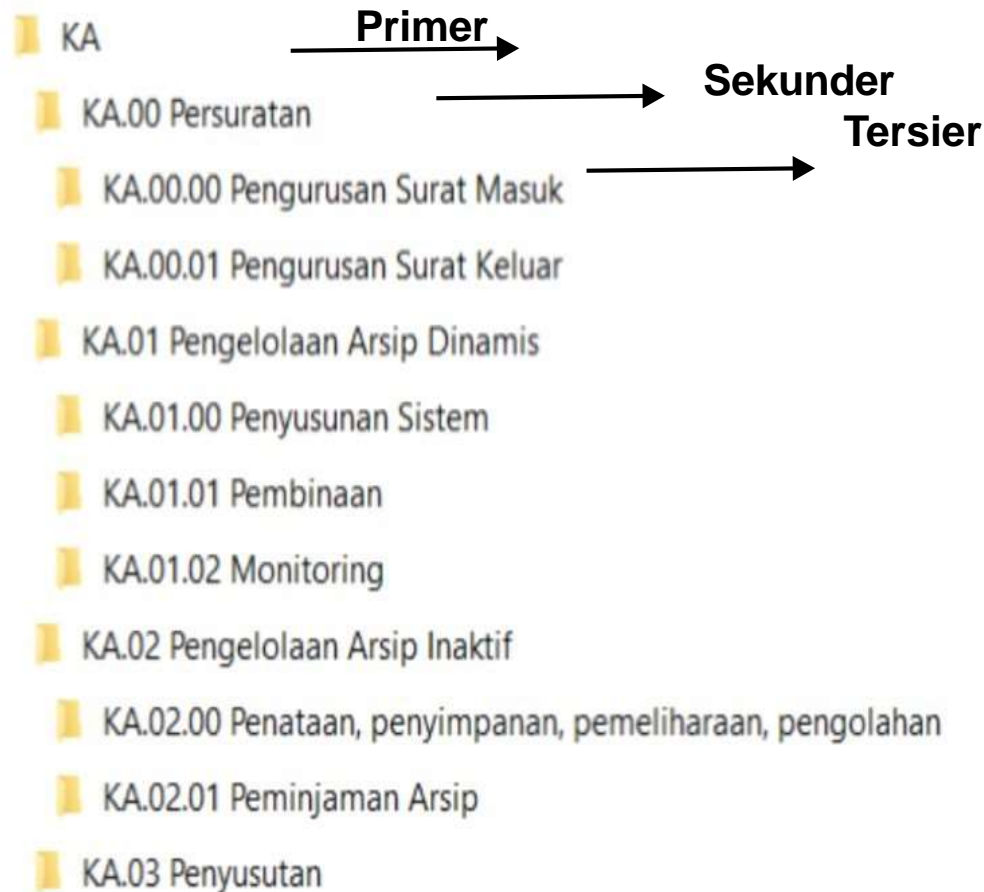 KA
Primer
KA.00 Persuratan
Sekunder
Tersier
KA.00.00 Pengurusan Surat Masuk
KA.00.01 Pengurusan Surat Keluar
KA.01 Pengelolaan Arsip Dinamis
KA.01.00 Penyusunan Sistem
KA.01.01 Pembinaan
KA.01.02 Monitoring
KA.02 Pengelolaan Arsip Inaktif
KA.02.00 Penataan, penyimpanan, pemeliharaan, pengolahan
KA.02.01 Peminjaman Arsip
KA.03 Penyusutan